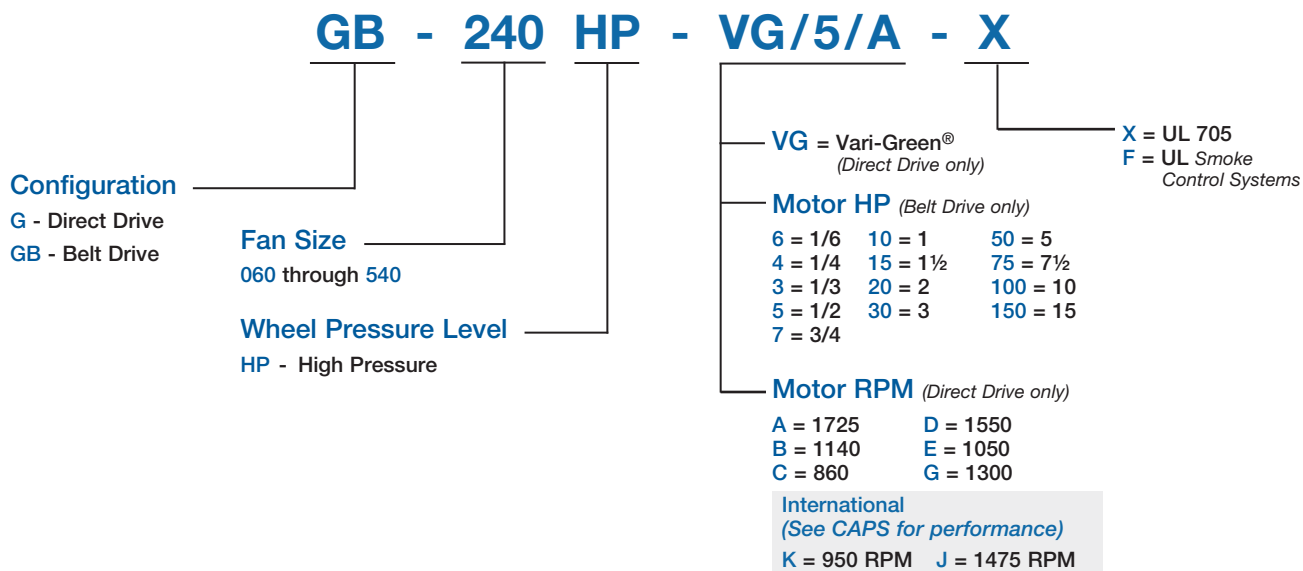 GB - 240 HP - VG/5/A - X
Configuration
G - Direct Drive
GB - Belt Drive
Fan Size
060 through 540
Wheel Pressure Level
HP - High Pressure
VG = Vari-Green®
(Direct Drive only)
Motor HP (Belt Drive only)
6 = 1/6 10 = 1 50 = 5
4 = 1/4 15 = 1½ 75 = 7½
3 = 1/3 20 = 2 100 = 10
5 = 1/2 30 = 3 150 = 15
7 = 3/4
Motor RPM (Direct Drive only)
A = 1725 D = 1550
B = 1140 E = 1050
C = 860 G = 1300
International
(See CAPS for performance)
K = 950 RPM J = 1475 RPM
X = UL 705
F = UL Smoke
Control Systems